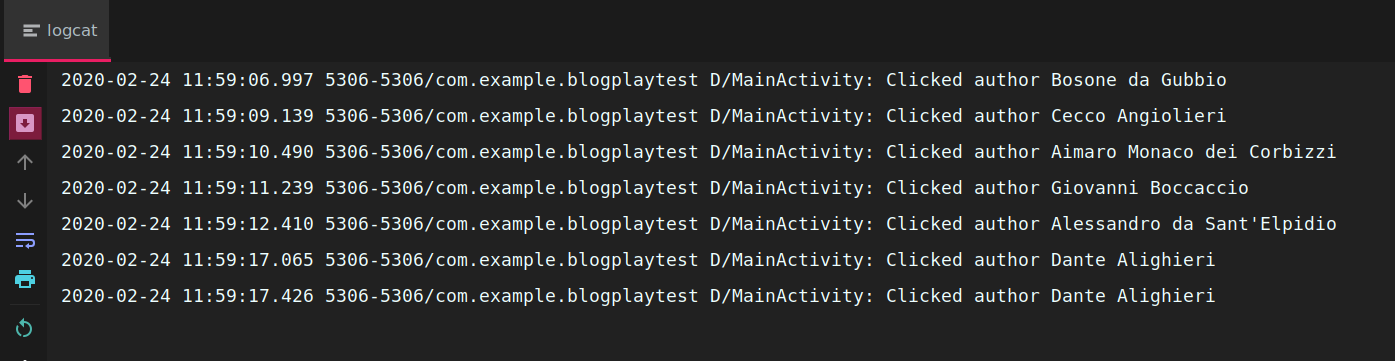 logcat
2020-02-24 11:59:06.997 5306-5306/com.example.blogplaytest D/MainActivity: Clicked author Bosone da Gubbio
2020-02-24 11:59:09.139 5306-5306/com.example.blogplaytest D/MainActivity: Clicked author Cecco Angiolieri
2020-02-24 11:59:10.490 5306-5306/com.example.blogplaytest D/MainActivity: Clicked author Aimaro Monaco dei Corbizzi
2020-02-24 11:59:11.239 5306-5306/com.example.blogplaytest D/MainActivity: Clicked author Giovanni Boccaccio
2020-02-24 11:59:12.410 5306-5306/com.example.blogplaytest D/MainActivity: Clicked author Alessandro da Sant'Elpidio
2020-02-24 11:59:17.065 5306-5306/com.example.blogplaytest D/MainActivity: Clicked author Dante Alighieri
2020-02-24 11:59:17.426 5306-5306/com.example.blogplaytest D/MainActivity: Clicked author Dante Alighieri